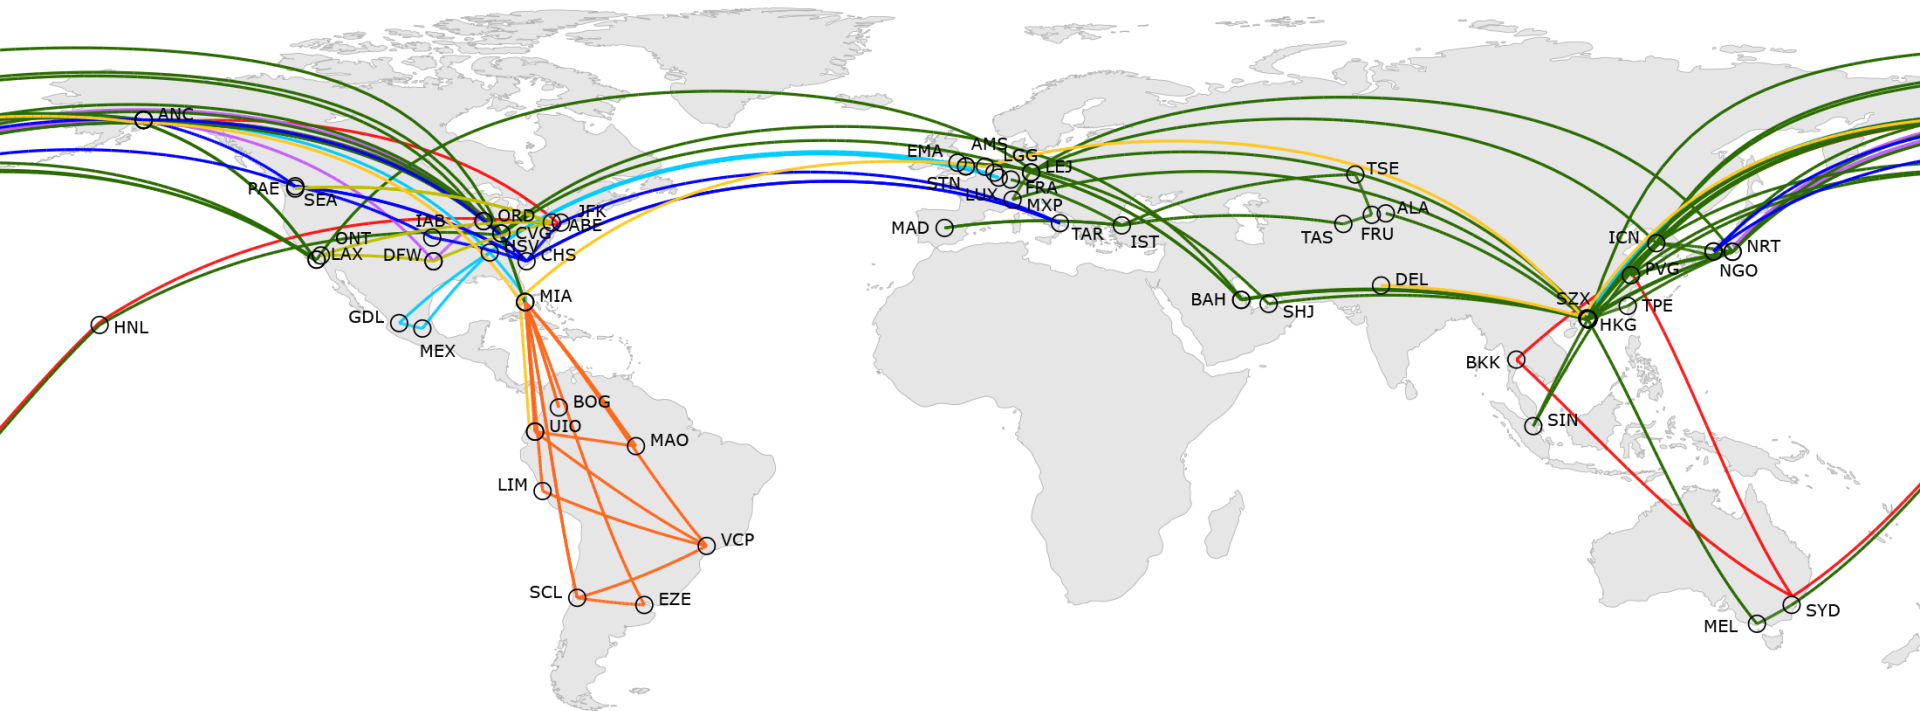 ANC
PAE
SEA
IAB
ORD
JFK
ABE
CVG
HSV
ONT
LAX
DFW
CHS
MIA
HNL
GDL
MEX
BOG
UIO
MAO
LIM
VCP
SCL
EZE
EMA
AMS
LGG
LEJ
STN
LUX
FRA
MXP
MAD
TAR
IST
TSE
ALA
TAS
FRU
DEL
BAH
SHJ
ICN
NRT
NGO
PVG
SZX
TPE
HKG
BKK
SIN
SYD
MEL